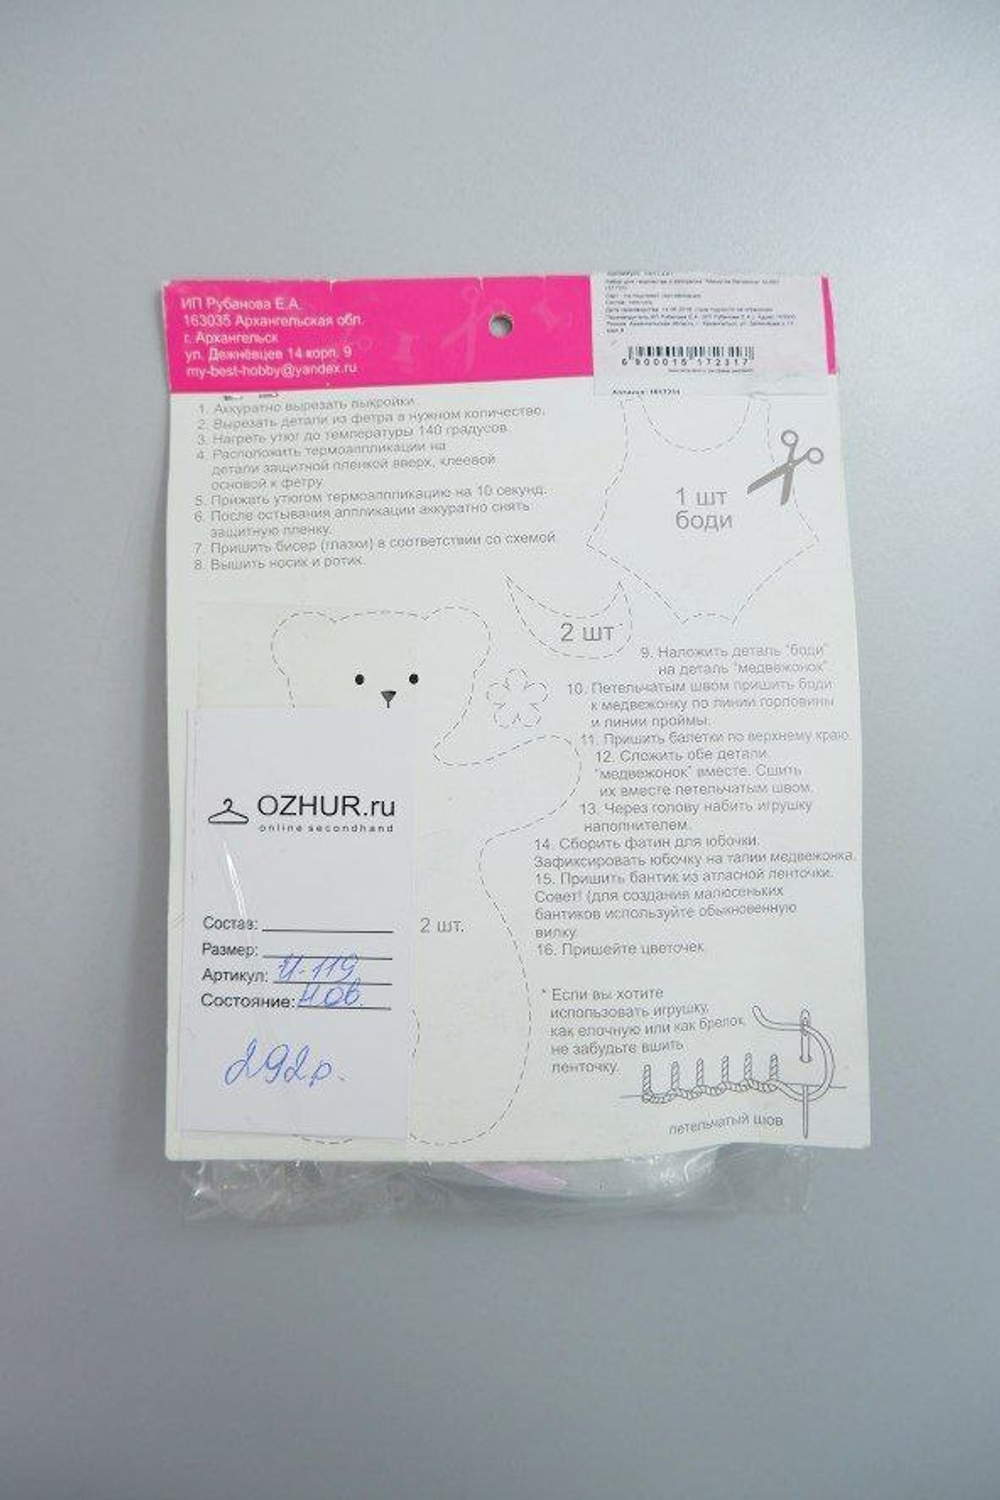 ИП Рубанова Е.А.
163035 Архангельская обл.
г. Архангельск
ул. Дежнёвцев 14 корп. 9
my-best-hobby@yandex.ru
6 900016 172317
1. Аккуратно вырезать выкройки.
2. Вырезать детали из фетра в нужном количестве.
3. Нагреть утюг до температуры 140 градусов.
4. Расположить термоаппликации на
детали защитной пленкой вверх, клеевой
основой к фетру
5. Прижать утюгом термоаппликацию на 10 секунд.
6. После остывания аппликации аккуратно снять
защитную пленку.
7. Пришить бисер (глазки) в соответствии со схемой.
8. Вышить носик и ротик.
1 шт
боди
2 шт
9. Наложить деталь "боди"
на деталь "медвежонок".
10. Петельчатым швом пришить боди
к медвежонку по линии горловины
и линии проймы.
11. Пришить балетки по верхнему краю.
12. Сложить обе детали
"медвежонок" вместе. Сшить
их вместе петельчатым швом.
13. Через голову набить игрушку
наполнителем.
14. Сборить фатин для юбочки.
Зафиксировать юбочку на талии медвежонка.
15. Пришить бантик из атласной ленточки.
Совет! (для создания малюсеньких
бантиков используйте обыкновенную
вилку.
16. Пришейте цветочек
2 шт.
* Если вы хотите
использовать игрушку,
как елочную или как брелок,
не забудьте вшить
ленточку.
петельчатый шов
OZHUR.ru
online secondhand
Состав:
Размер:
Артикул: И-119
Состояние: Нов.
292р.